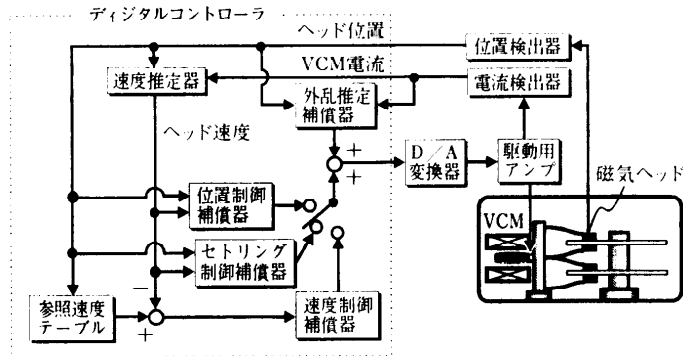 ディジタルコントローラ
ヘッド位置
位置検出器
VCM電流
速度推定器
電流検出器
外乱推定
補償器
ヘッド速度
+
+
D/A
変換器
駆動用
アンプ
磁気ヘッド
位置制御
補償器
VCM
セトリング
制御補償器
−
参照速度
テーブル
+
速度制御
補償器